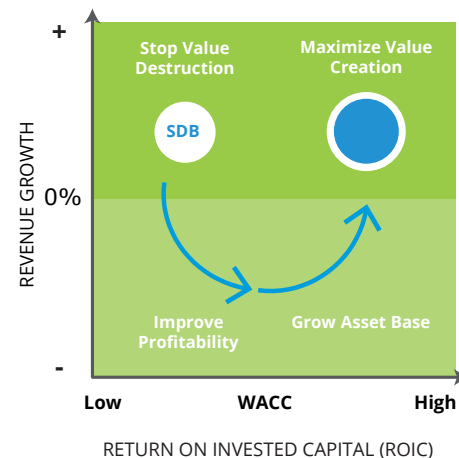 +
Stop Value
Destruction
Maximize Value
Creation
SDB
REVENUE GROWTH
0%
Improve
Profitability
Grow Asset Base
-
Low
WACC
High
RETURN ON INVESTED CAPITAL (ROIC)